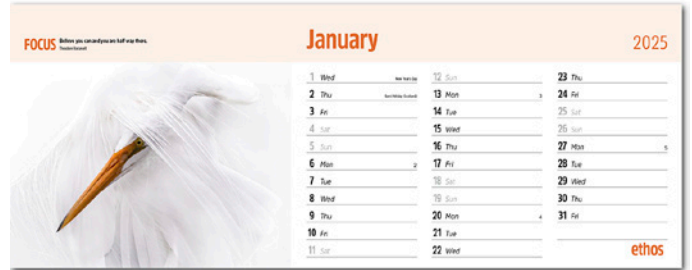 FOCUS
Believe you can and you are half way there.
Theodore Roosevelt
January
2025
1 Wed New Year's Day
2 Thu Bank Holiday (Scotland)
3 Fri
4 Sat
5 Sun
6 Mon 2
7 Tue
8 Wed
9 Thu
10 Fri
11 Sat
12 Sun
13 Mon 3
14 Tue
15 Wed
16 Thu
17 Fri
18 Sat
19 Sun
20 Mon 4
21 Tue
22 Wed
23 Thu
24 Fri
25 Sat
26 Sun
27 Mon 5
28 Tue
29 Wed
30 Thu
31 Fri
ethos